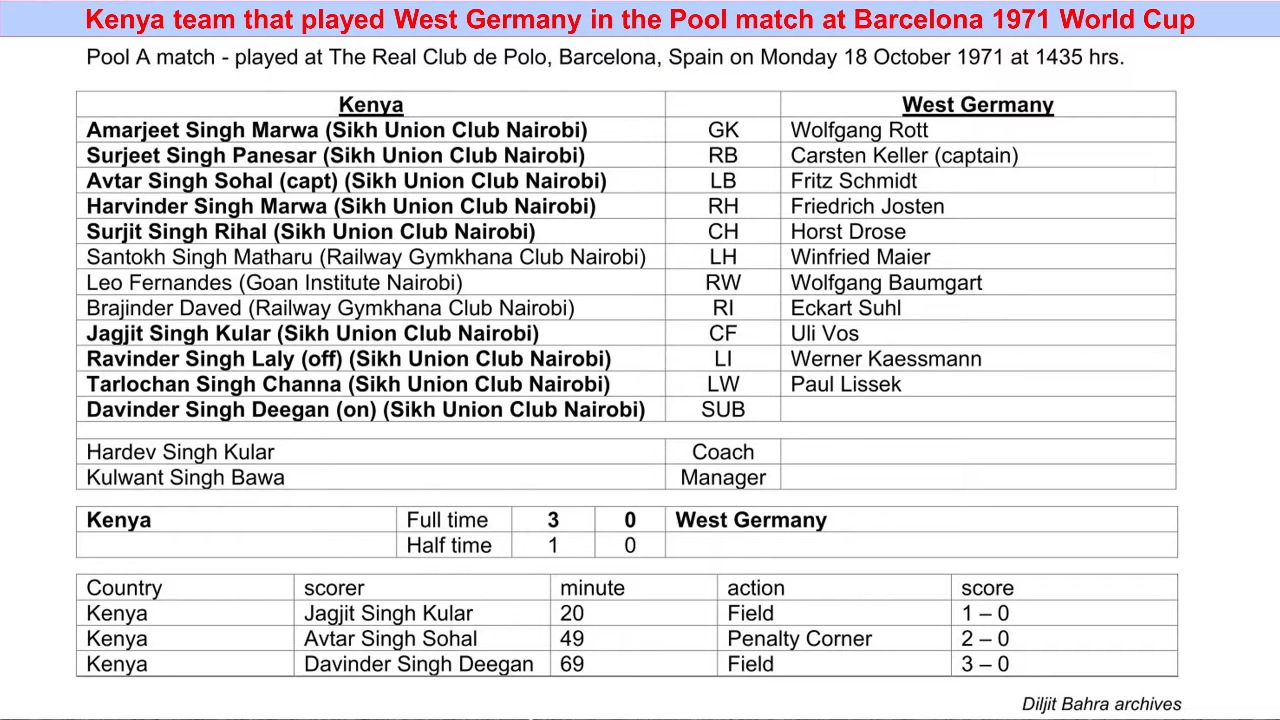 Kenya team that played West Germany in the Pool match at Barcelona 1971 World Cup
Pool A match - played at The Real Club de Polo, Barcelona, Spain on Monday 18 October 1971 at 1435 hrs.
Kenya West Germany
Amarjeet Singh Marwa (Sikh Union Club Nairobi) GK Wolfgang Rott
Surjeet Singh Panesar (Sikh Union Club Nairobi) RB Carsten Keller (captain)
Avtar Singh Sohal (capt) (Sikh Union Club Nairobi) LB Fritz Schmidt
Harvinder Singh Marwa (Sikh Union Club Nairobi) RH Friedrich Josten
Surjit Singh Rihal (Sikh Union Club Nairobi) CH Horst Drose
Santokh Singh Matharu (Railway Gymkhana Club Nairobi) LH Winfried Maier
Leo Fernandes (Goan Institute Nairobi) RW Wolfgang Baumgart
Brajinder Daved (Railway Gymkhana Club Nairobi) RI Eckart Suhl
Jagjit Singh Kular (Sikh Union Club Nairobi) CF Uli Vos
Ravinder Singh Laly (off) (Sikh Union Club Nairobi) LI Werner Kaessmann
Tarlochan Singh Channa (Sikh Union Club Nairobi) LW Paul Lissek
Davinder Singh Deegan (on) (Sikh Union Club Nairobi) SUB
Hardev Singh Kular Coach
Kulwant Singh Bawa Manager
Kenya Full time 3 0 West Germany
Half time 1 0
Country scorer minute action score
Kenya Jagjit Singh Kular 20 Field 1 – 0
Kenya Avtar Singh Sohal 49 Penalty Corner 2 – 0
Kenya Davinder Singh Deegan 69 Field 3 – 0
Diljit Bahra archives